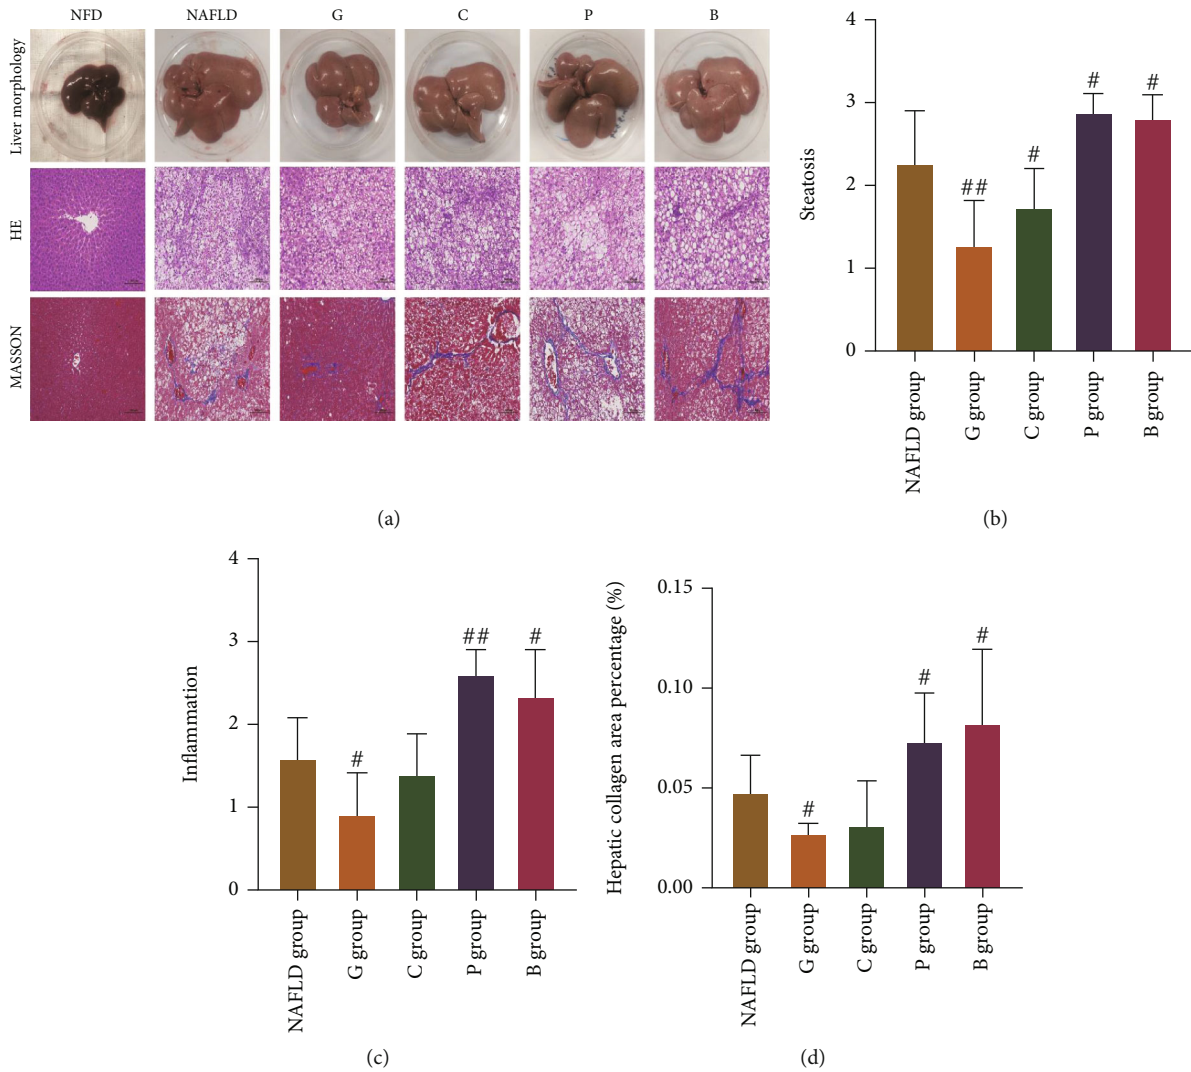 NFD NAFLD G C P B
Liver morphology
HE
MASSON
(a)
Steatosis
4
3
2
1
0
# #
#
##
#
NAFLD group
G group
C group
P group
B group
(b)
Inflammation
4
3
2
1
0
##
#
#
NAFLD group
G group
C group
P group
B group
(c)
Hepatic collagen area percentage (%)
0.15
0.10
0.05
0.00
#
#
#
NAFLD group
G group
C group
P group
B group
(d)